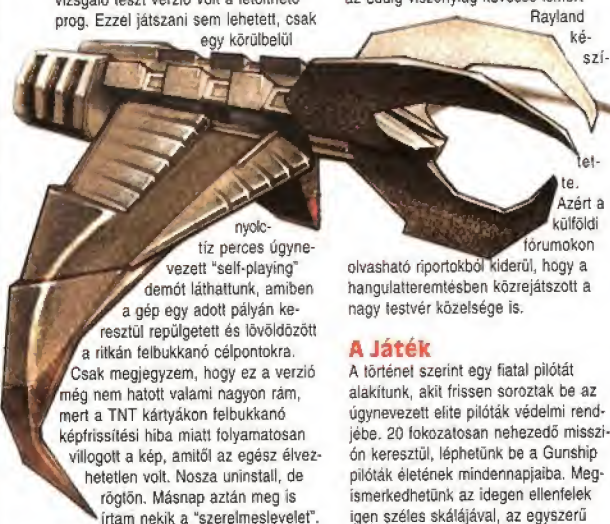 vizsgáló teszt verzió volt a letölthető
prog. Ezzel játszani sem lehetett, csak
egy körülbelül
nyolc-
tíz perces úgyne-
vezett "self-playing"
demót láthattunk, amiben
a gép egy adott pályán ke-
resztül repülgetett és lövöldözött
a ritkán felbukkanó célpontokra.
Csak megjegyzem, hogy ez a verzió
még nem hatott valami nagyon rám,
mert a TNT kártyákon felbukkanó
képfrissítési hiba miatt folyamatosan
villogott a kép, amitől az egész élvez-
hetetlen volt. Nosza uninstall, de
rögtön. Másnap aztán meg is
írtam nekik a "szerelmeslevelet".
Rayland
ké-
szí-
tet-
te.
Azért a
külföldi
fórumokon
olvasható riportokból kiderül, hogy a
hangulatteremtésben közrejátszott a
nagy testvér közelsége is.
A Játék
A történet szerint egy fiatal pilótát
alakítunk, akit frissen soroztak be az
úgynevezett elite pilóták védelmi rend-
jébe. 20 fokozatosan nehezedő misszi-
ón keresztül, léphetünk be a Gunship
pilóták életének mindennapjaiba. Meg-
ismerkedhetünk az idegen ellenfelek
igen széles skálájával, az egyszerű